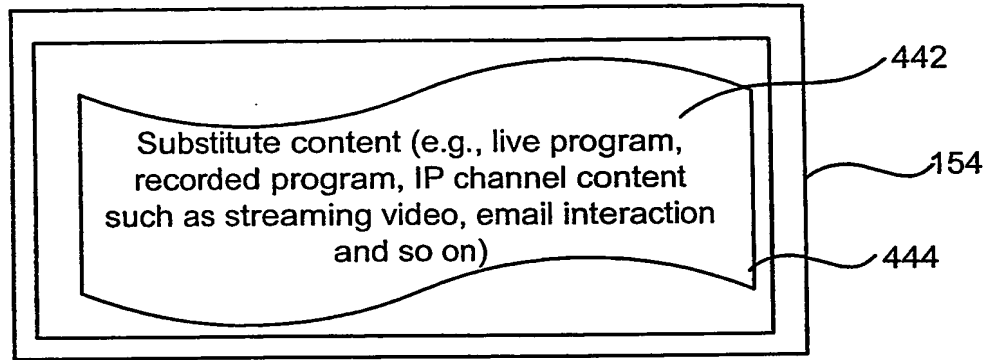 442
Substitute content (e.g., live program,
recorded program, IP channel content
such as streaming video, email interaction
and so on)
154
444